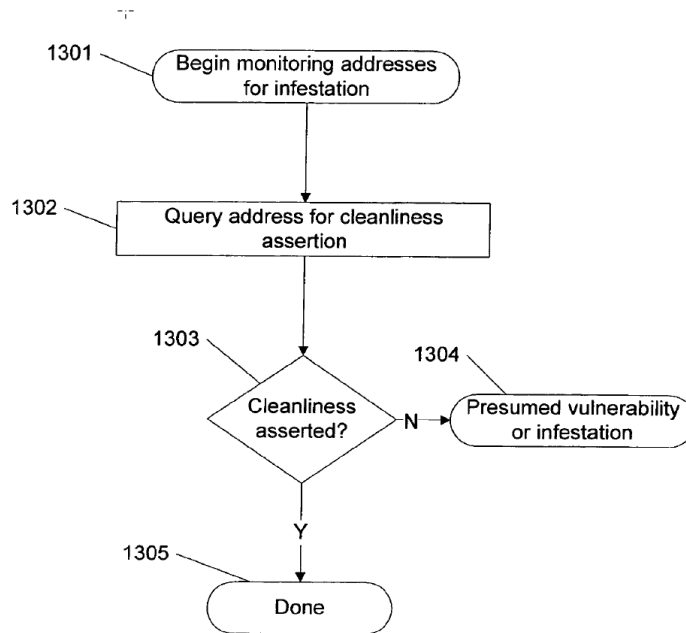 1301
Begin monitoring addresses
for infestation
1302
Query address for cleanliness
assertion
1303
Cleanliness
asserted?
N
1304
Presumed vulnerability
or infestation
Y
1305
Done